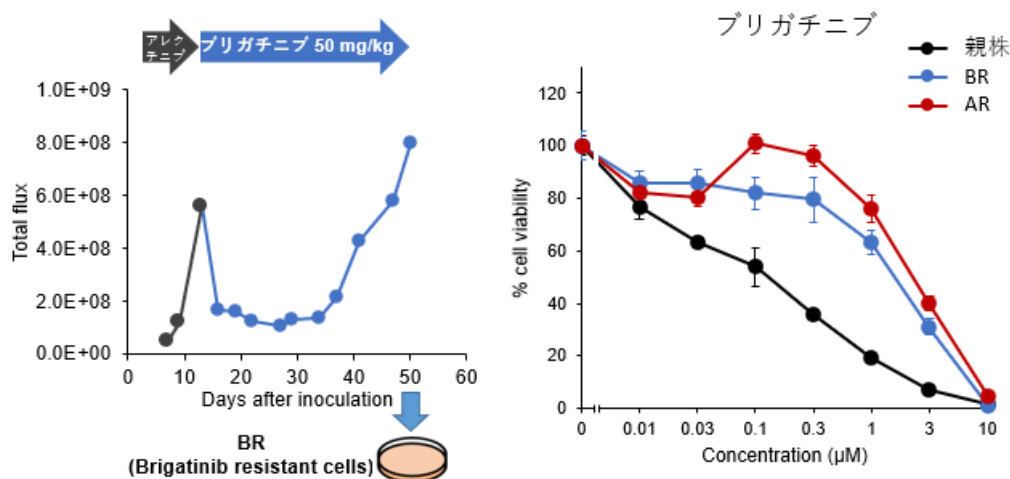 アレク
チニブ
ブリガチニブ 50 mg/kg
Total flux
1.0E+09
8.0E+08
6.0E+08
4.0E+08
2.0E+08
0.0E+00
0 10 20 30 40 50 60
Days after inoculation
BR
(Brigatinib resistant cells)
ブリガチニブ
親株
BR
AR
% cell viability
120
100
80
60
40
20
0
0 0.01 0.03 0.1 0.3 1 3 10
Concentration (μM)